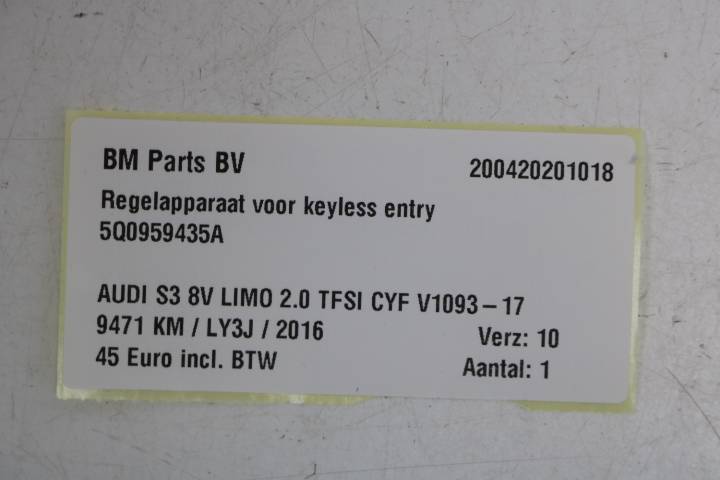 BM Parts BV 200420201018
Regelapparaat voor keyless entry
5Q0959435A
AUDI S3 8V LIMO 2.0 TFSI CYF V1093 – 17
9471 KM / LY3J / 2016 Verz: 10
45 Euro incl. BTW Aantal: 1